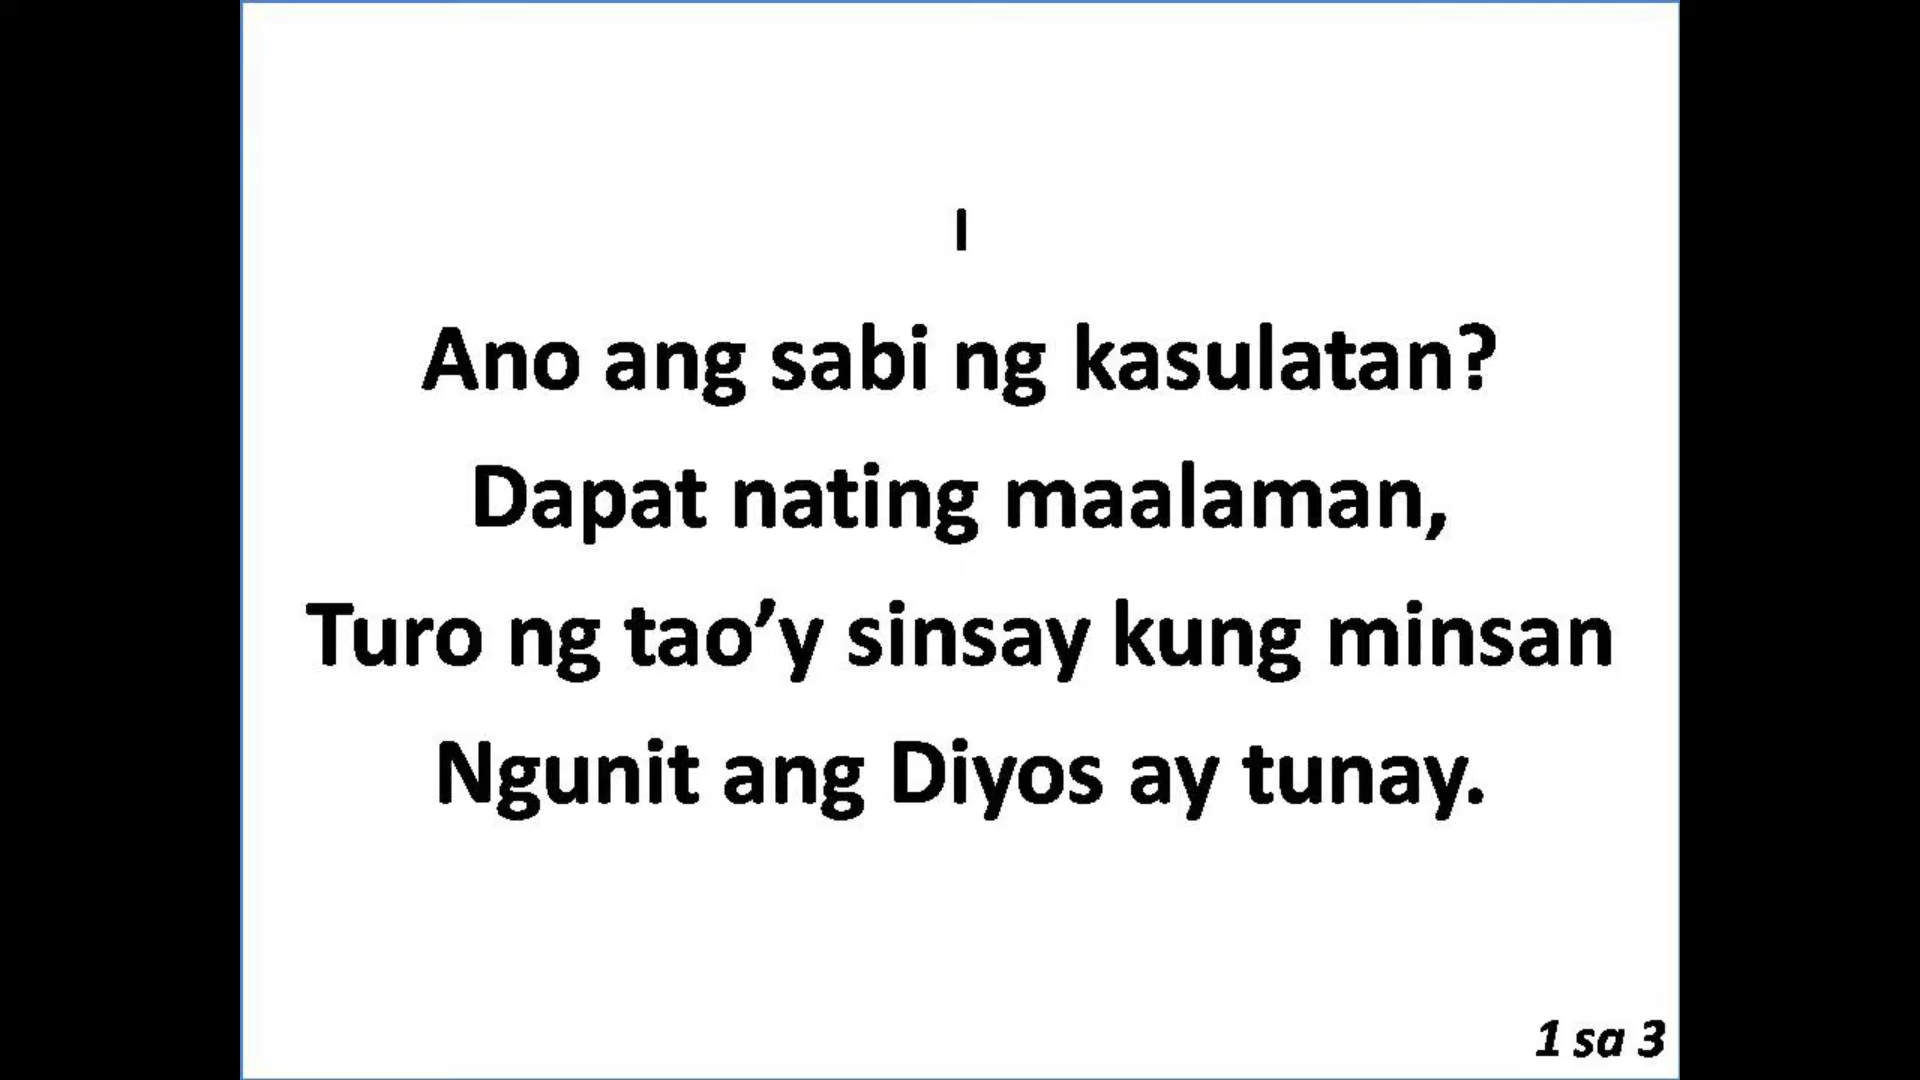 I
Ano ang sabi ng kasulatan?
Dapat nating maalaman,
Turo ng tao’y sinsay kung minsan
Ngunit ang Diyos ay tunay.
1 sa 3